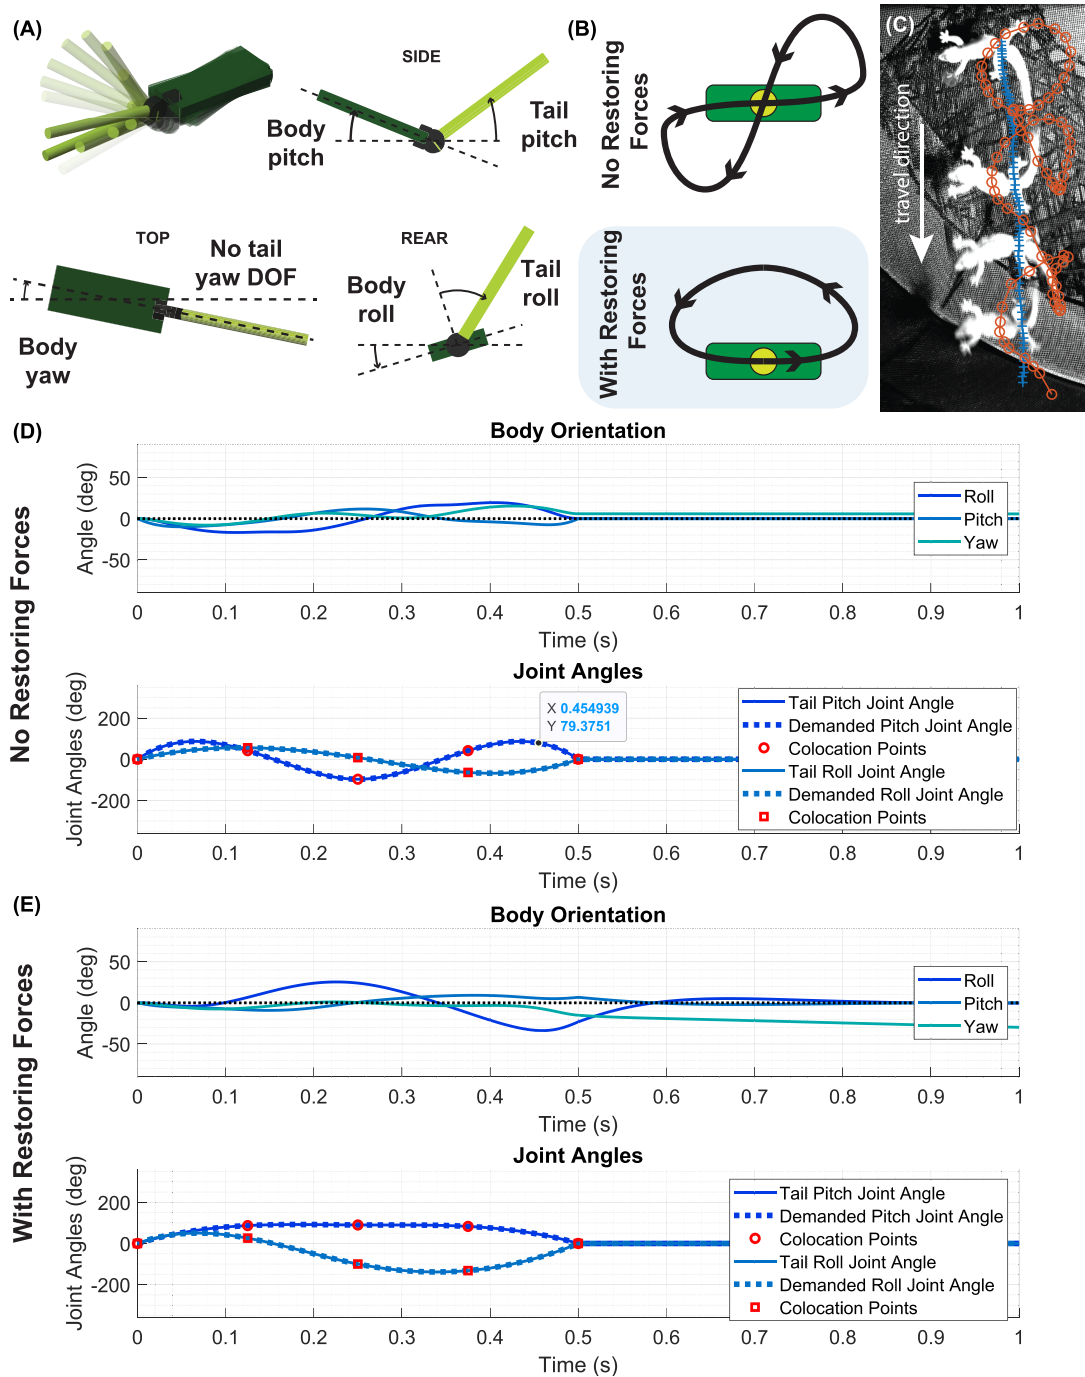 (A)
SIDE
Body
pitch
Tail
pitch
TOP
No tail
yaw DOF
Body
yaw
REAR
Body
roll
Tail
roll
(B)
No Restoring
Forces
With Restoring
Forces
(C)
travel direction
(D)
No Restoring Forces
Body Orientation
Angle (deg)
50
0
-50
Roll
Pitch
Yaw
0 0.1 0.2 0.3 0.4 0.5 0.6 0.7 0.8 0.9 1
Time (s)
Joint Angles
Joint Angles (deg)
200
0
-200
X 0.454939
Y 79.3751
Tail Pitch Joint Angle
Demanded Pitch Joint Angle
Colocation Points
Tail Roll Joint Angle
Demanded Roll Joint Angle
Colocation Points
0 0.1 0.2 0.3 0.4 0.5 0.6 0.7 0.8 0.9 1
Time (s)
(E)
With Restoring Forces
Body Orientation
Angle (deg)
50
0
-50
Roll
Pitch
Yaw
0 0.1 0.2 0.3 0.4 0.5 0.6 0.7 0.8 0.9 1
Time (s)
Joint Angles
Joint Angles (deg)
200
0
-200
Tail Pitch Joint Angle
Demanded Pitch Joint Angle
Colocation Points
Tail Roll Joint Angle
Demanded Roll Joint Angle
Colocation Points
0 0.1 0.2 0.3 0.4 0.5 0.6 0.7 0.8 0.9 1
Time (s)